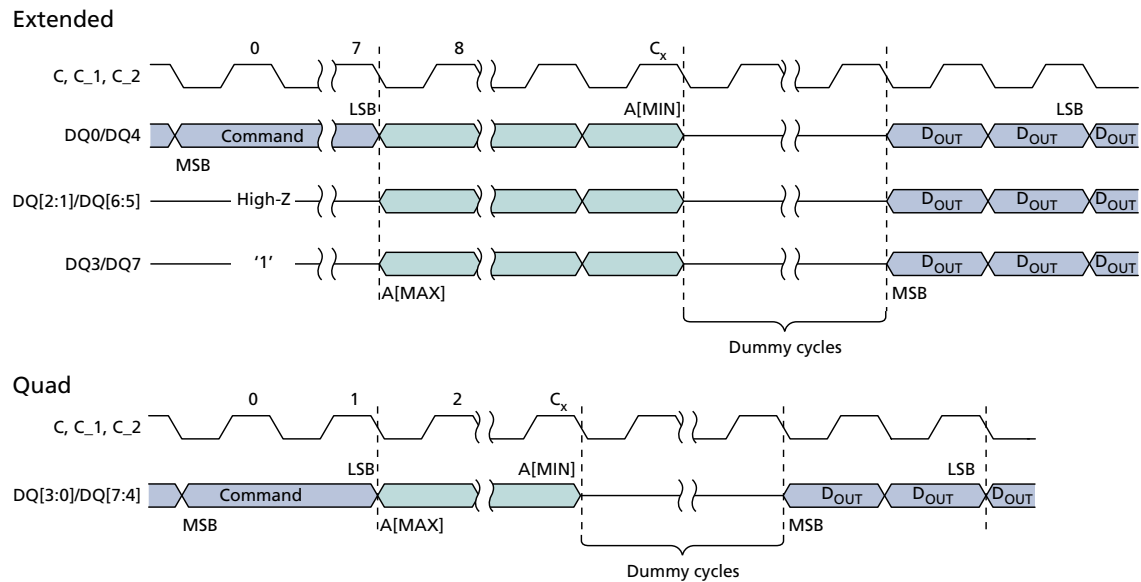 Extended
0 7 8 Cx
C, C_1, C_2
LSB A[MIN] LSB
DQ0/DQ4 Command DOUT DOUT DOUT
MSB
DQ[2:1]/DQ[6:5] High-Z DOUT DOUT DOUT
DQ3/DQ7 '1' DOUT DOUT DOUT
A[MAX] MSB
Dummy cycles
Quad
0 1 2 Cx
C, C_1, C_2
LSB A[MIN] LSB
DQ[3:0]/DQ[7:4] Command DOUT DOUT DOUT
MSB A[MAX] MSB
Dummy cycles